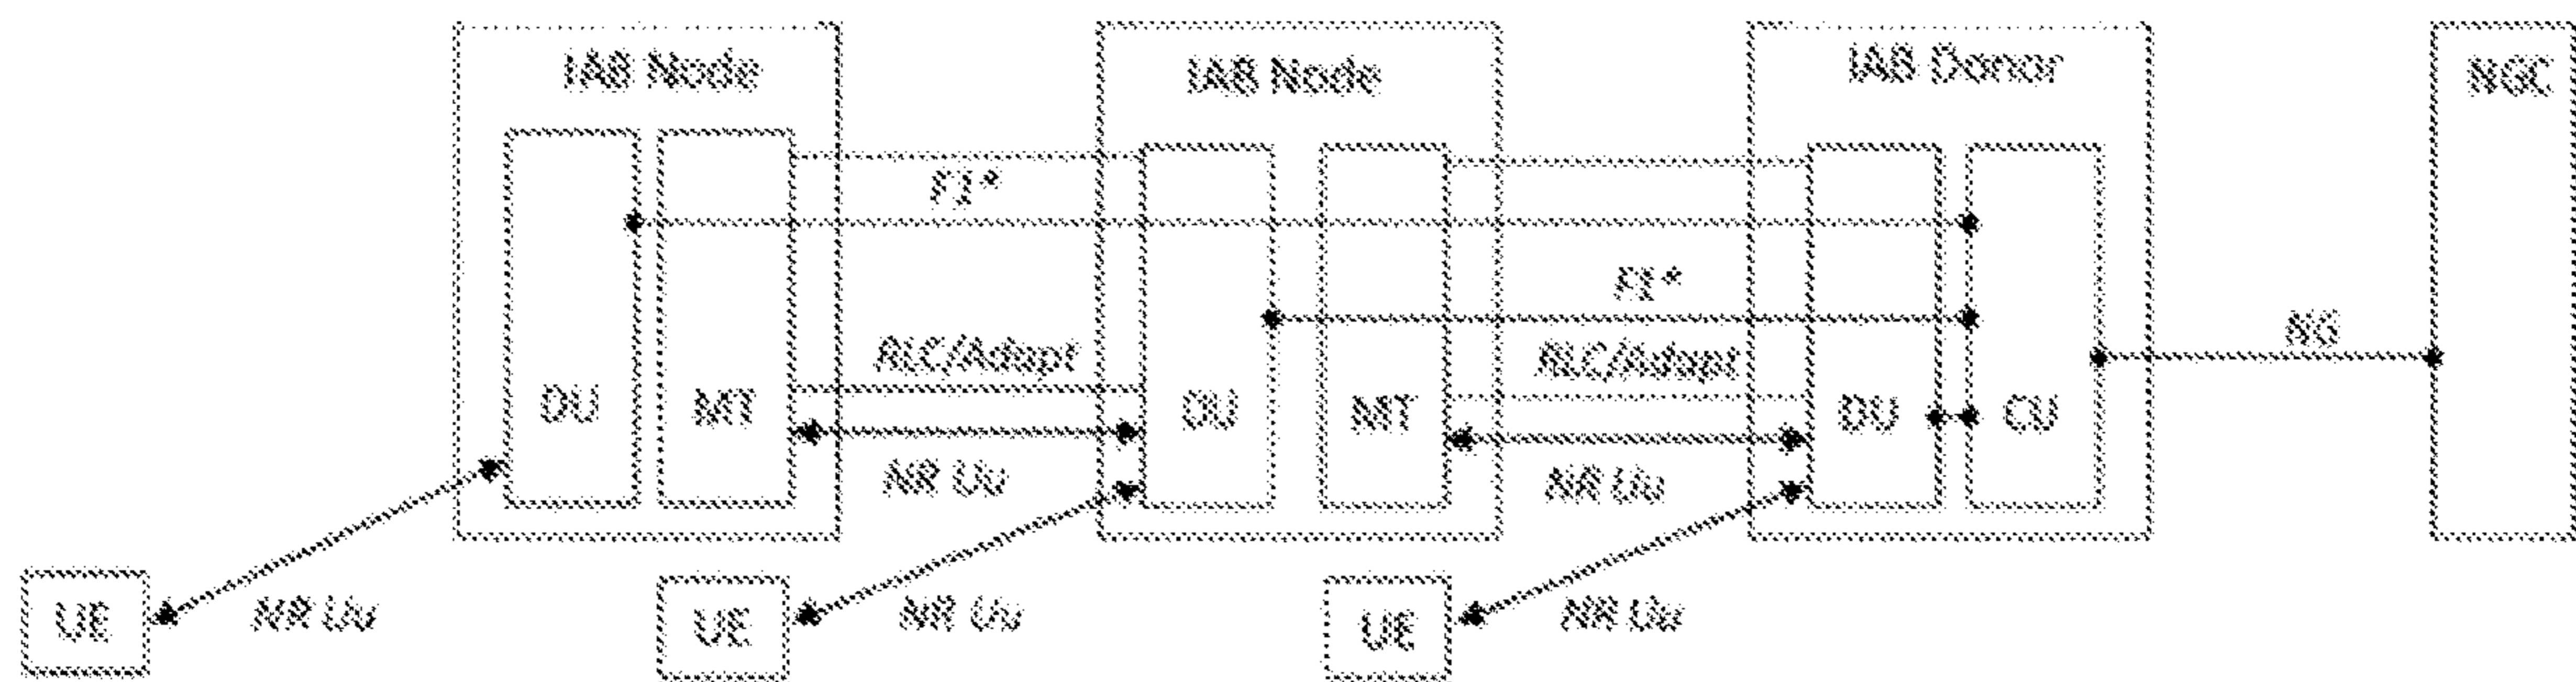 IAB Node
IAB Node
IAB Donor
NGC
F1*
F1*
NG
RLC/Adapt
RLC/Adapt
DU
MT
DU
MT
DU
CU
NR Uu
NR Uu
UE
NR Uu
UE
NR Uu
UE
NR Uu